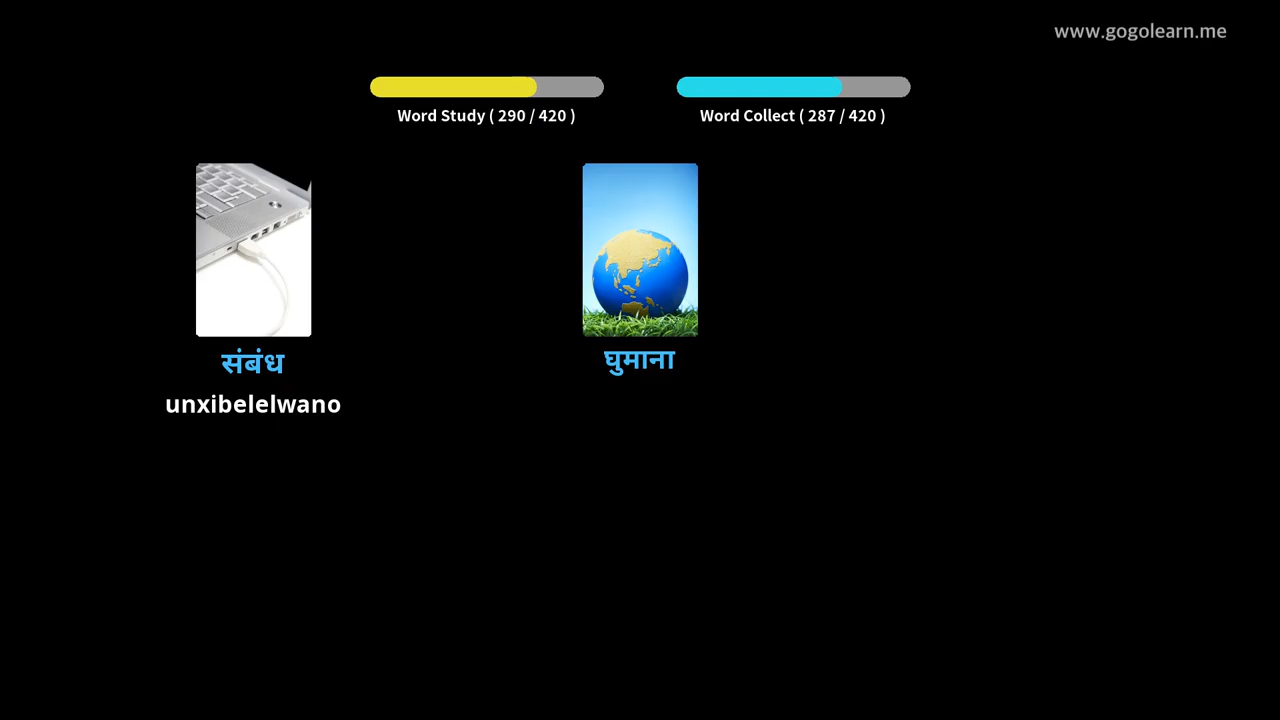 www.gogolearn.me
Word Study ( 290 / 420 )
Word Collect ( 287 / 420 )
संबंध
घुमाना
unxibelelwano